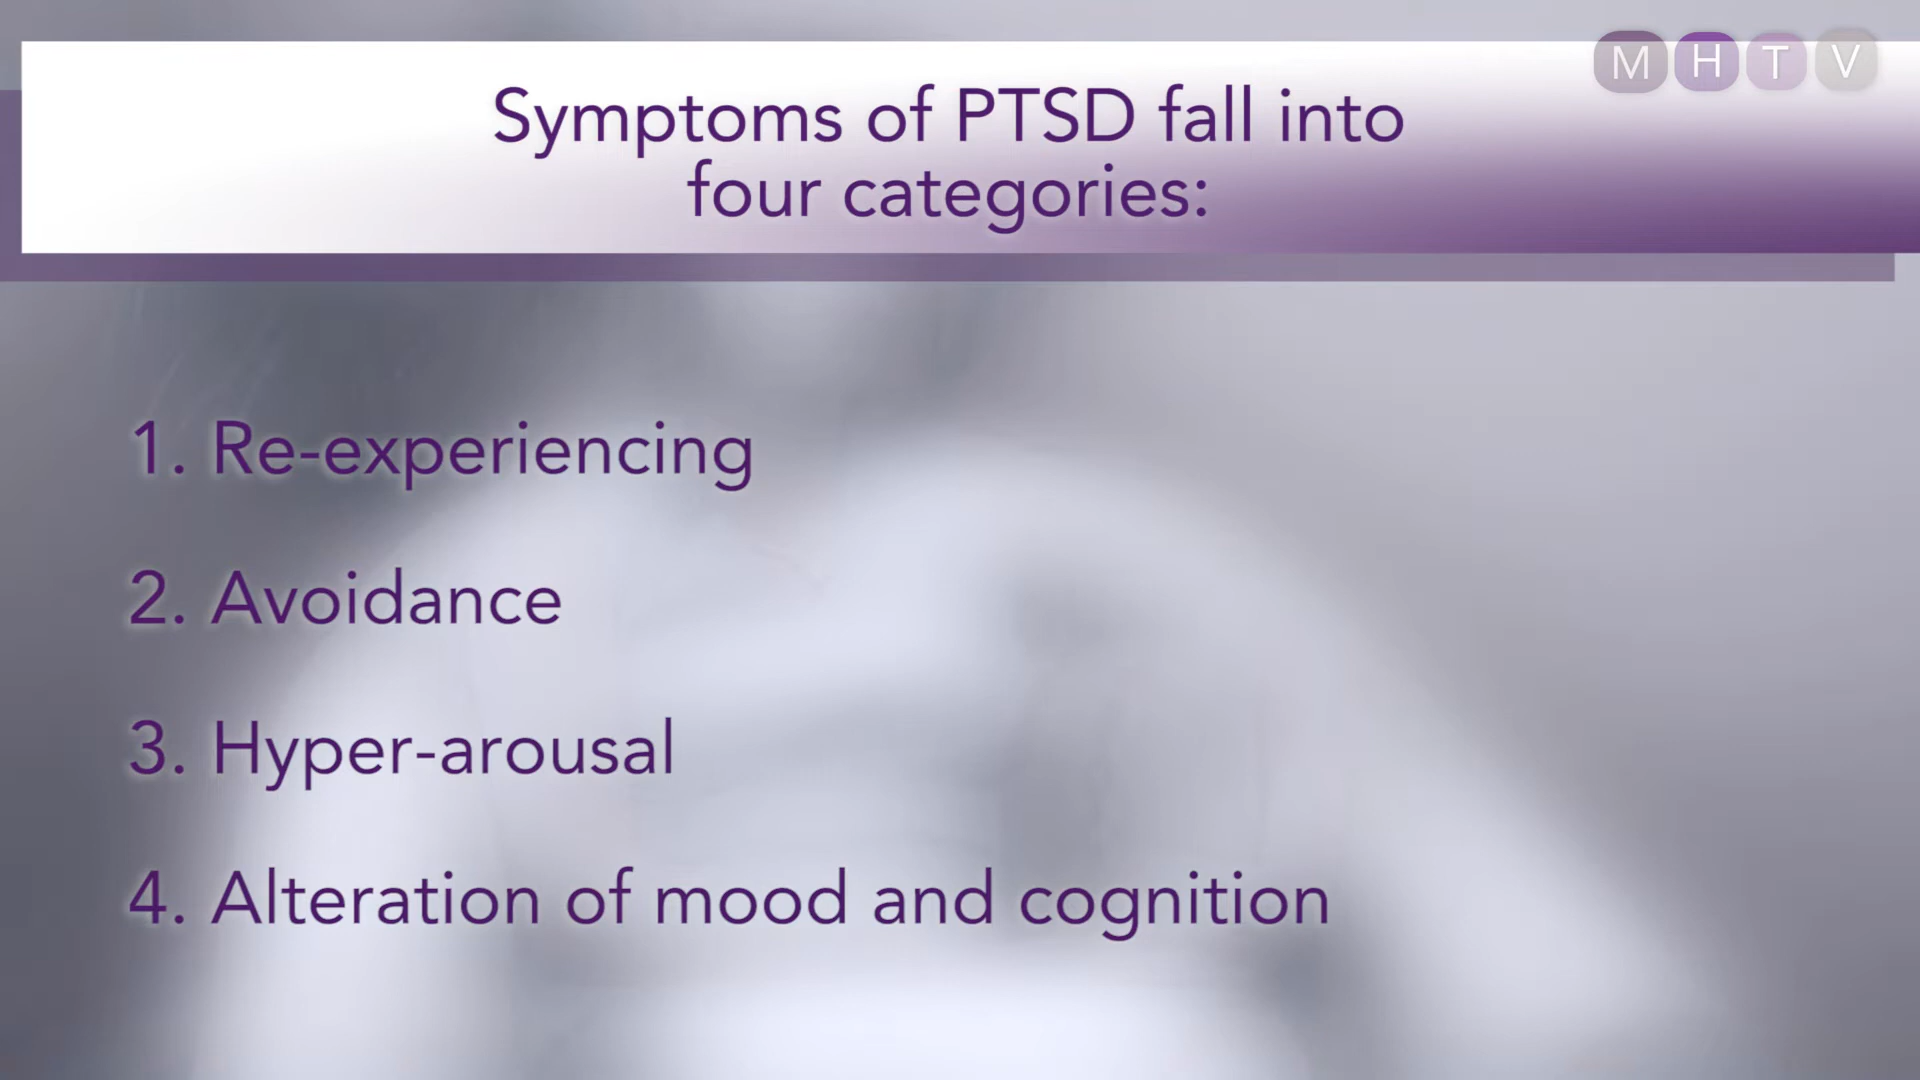 MHTV
Symptoms of PTSD fall into
four categories:
1. Re-experiencing
2. Avoidance
3. Hyper-arousal
4. Alteration of mood and cognition